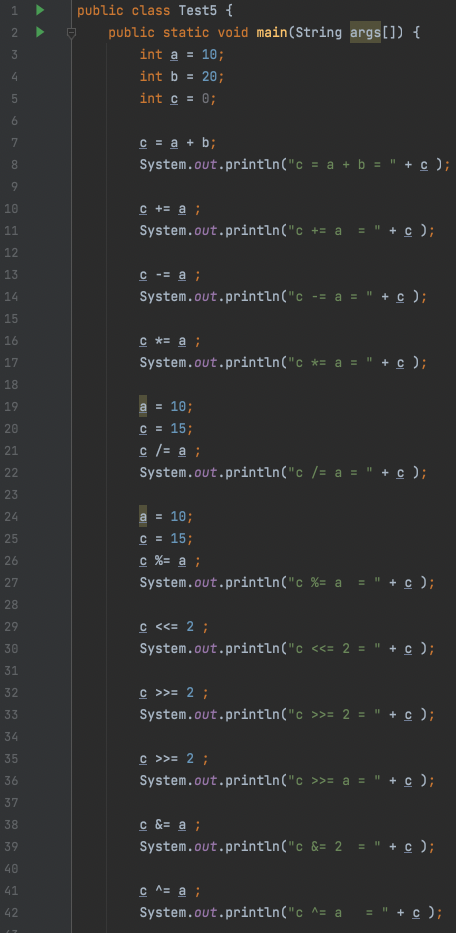 1 public class Test5 {
2 public static void main(String args[]) {
3 int a = 10;
4 int b = 20;
5 int c = 0;
6
7 c = a + b;
8 System.out.println("c = a + b = " + c );
9
10 c += a ;
11 System.out.println("c += a  = " + c );
12
13 c -= a ;
14 System.out.println("c -= a = " + c );
15
16 c *= a ;
17 System.out.println("c *= a = " + c );
18
19 a = 10;
20 c = 15;
21 c /= a ;
22 System.out.println("c /= a = " + c );
23
24 a = 10;
25 c = 15;
26 c %= a ;
27 System.out.println("c %= a  = " + c );
28
29 c <<= 2 ;
30 System.out.println("c <<= 2 = " + c );
31
32 c >>= 2 ;
33 System.out.println("c >>= 2 = " + c );
34
35 c >>= 2 ;
36 System.out.println("c >>= a = " + c );
37
38 c &= a ;
39 System.out.println("c &= 2  = " + c );
40
41 c ^= a ;
42 System.out.println("c ^= a   = " + c );